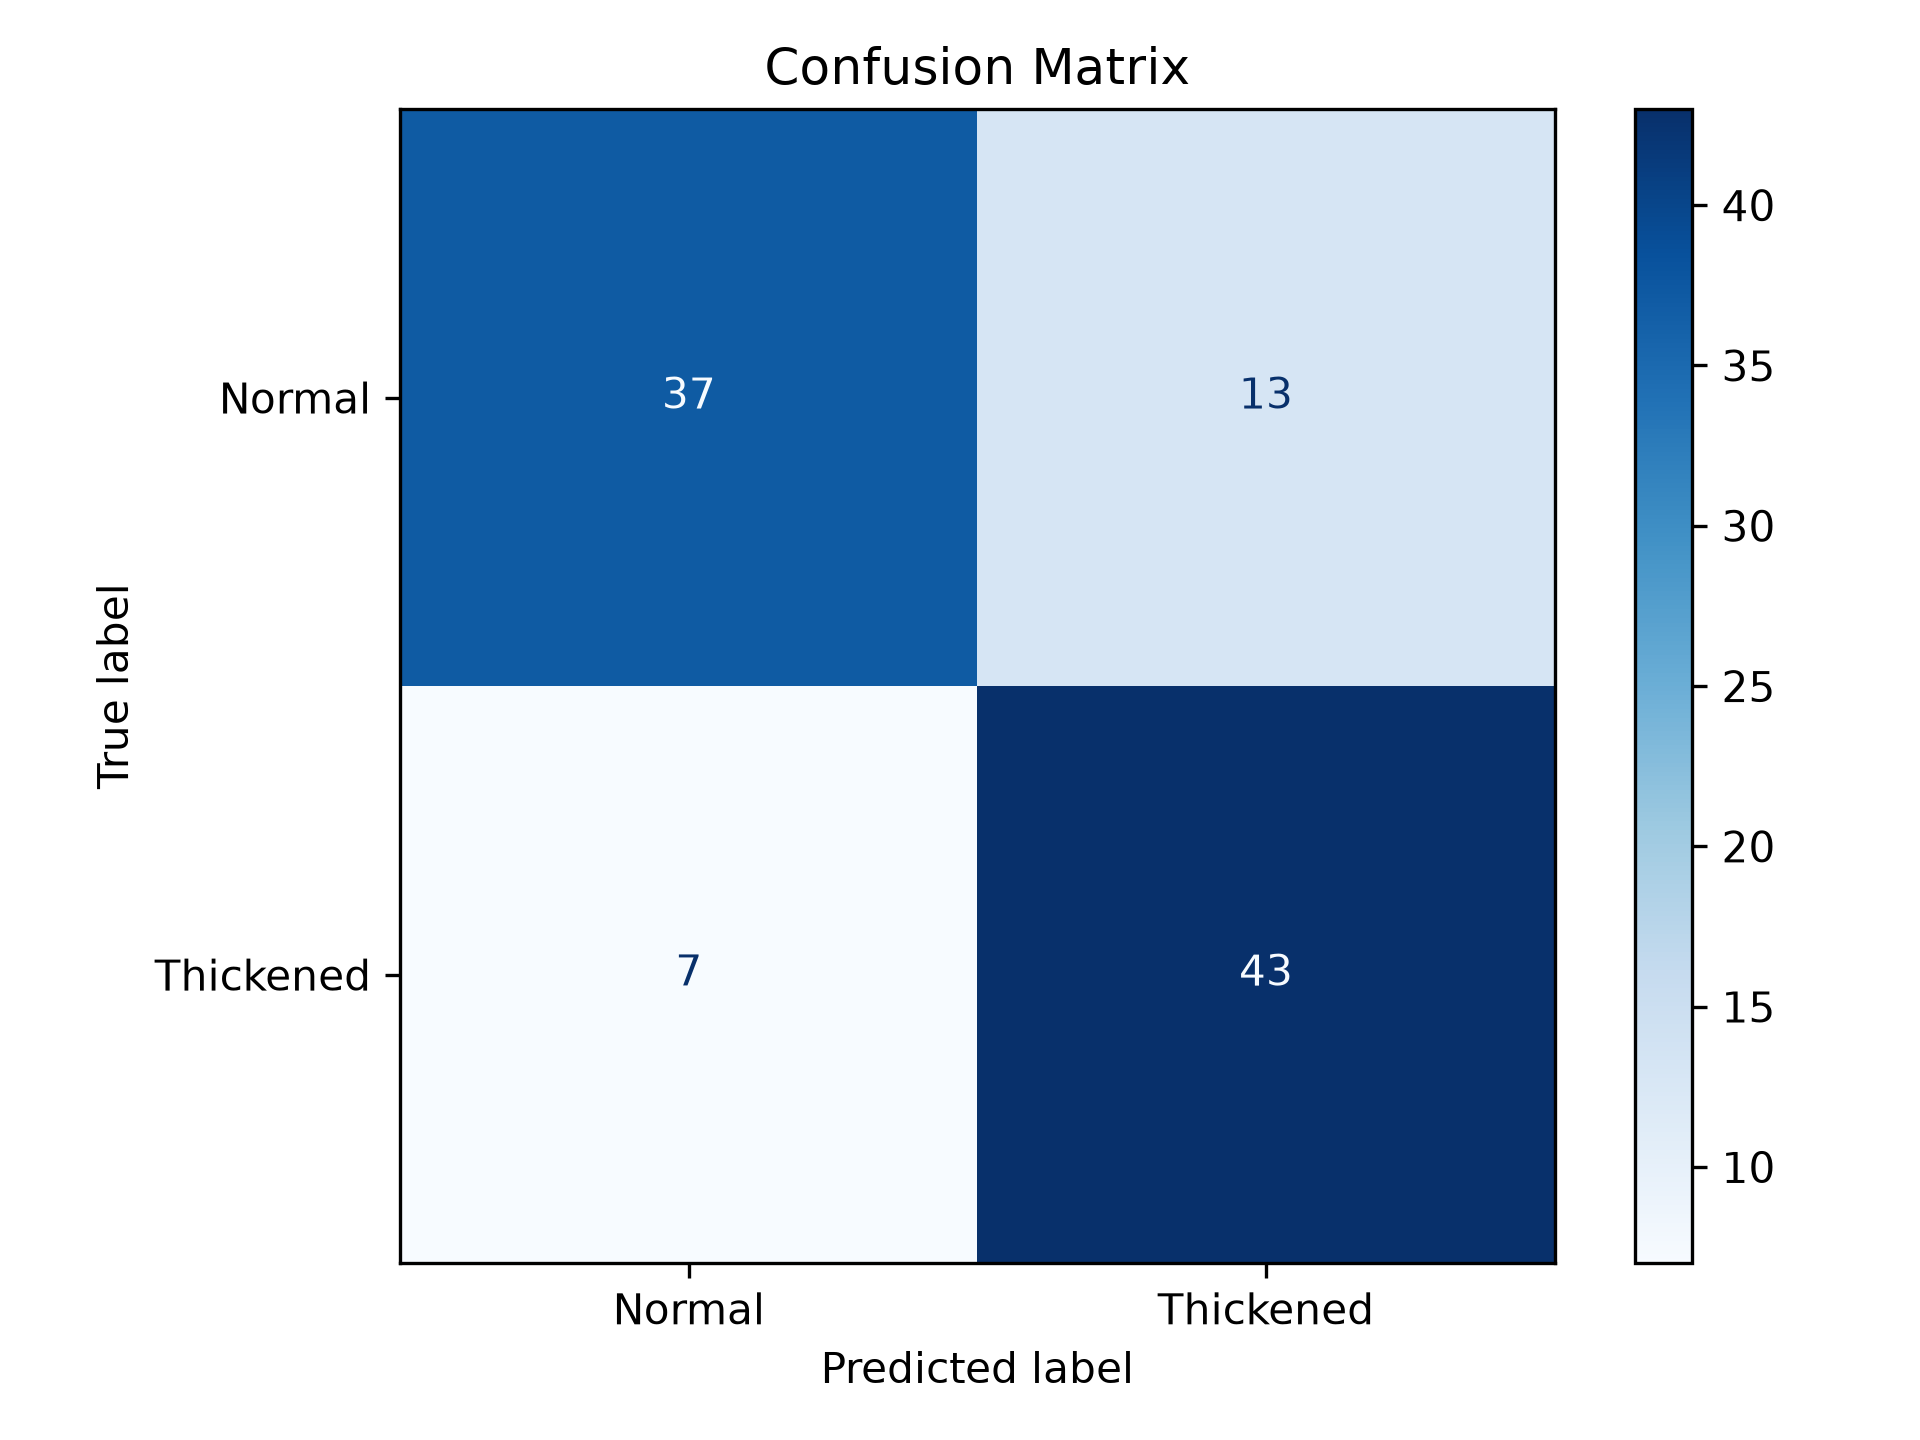 Confusion Matrix
Normal
37
13
Thickened
7
43
Normal
Thickened
Predicted label
True label
40
35
30
25
20
15
10